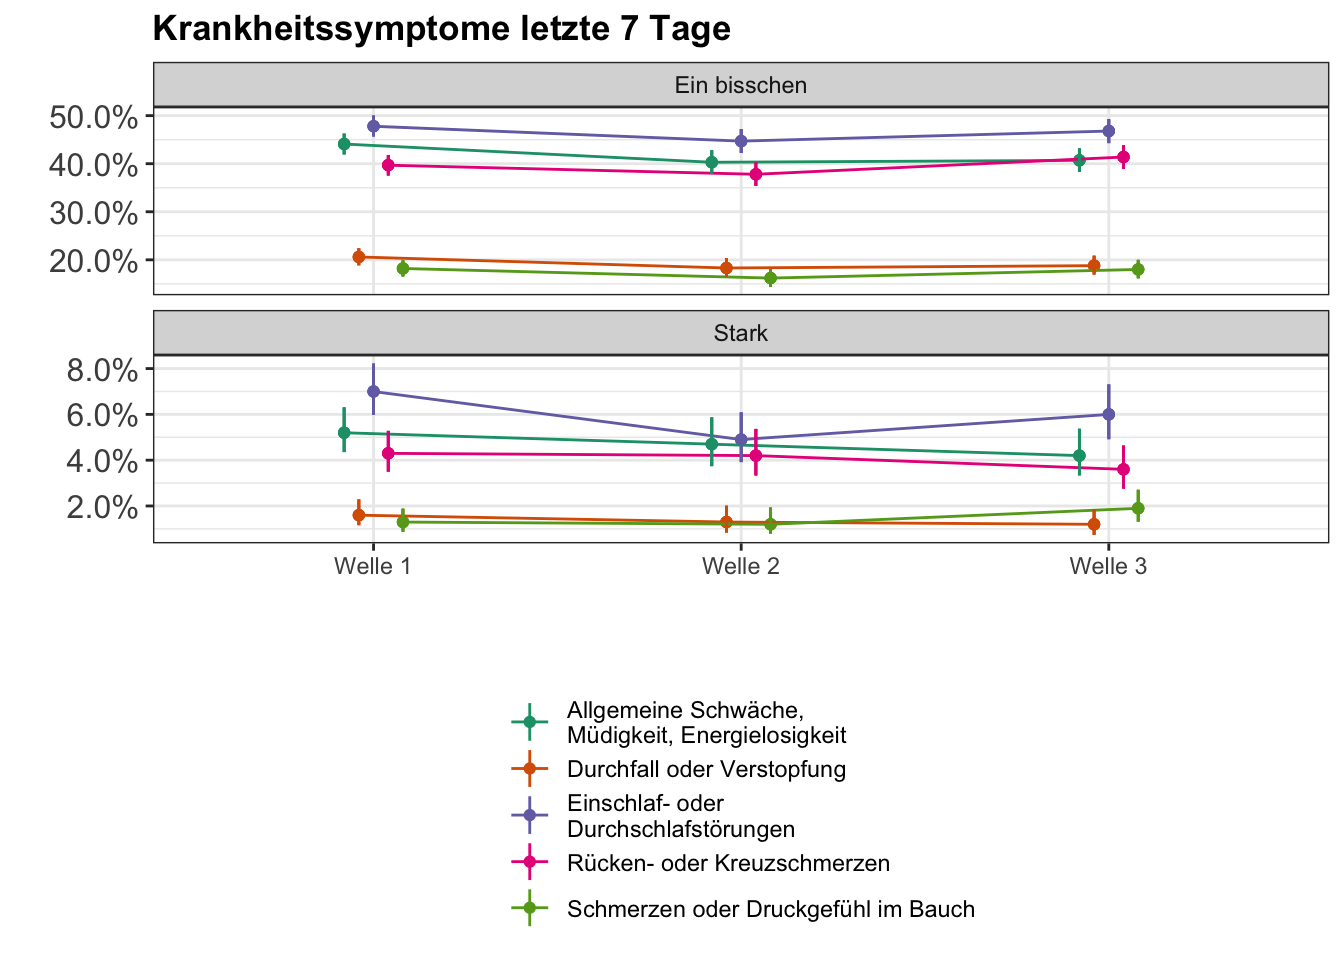 Krankheitssymptome letzte 7 Tage
Ein bisschen
50.0%
40.0%
30.0%
20.0%
Stark
8.0%
6.0%
4.0%
2.0%
Welle 1 Welle 2 Welle 3
Allgemeine Schwäche,
Müdigkeit, Energielosigkeit
Durchfall oder Verstopfung
Einschlaf- oder
Durchschlafstörungen
Rücken- oder Kreuzschmerzen
Schmerzen oder Druckgefühl im Bauch